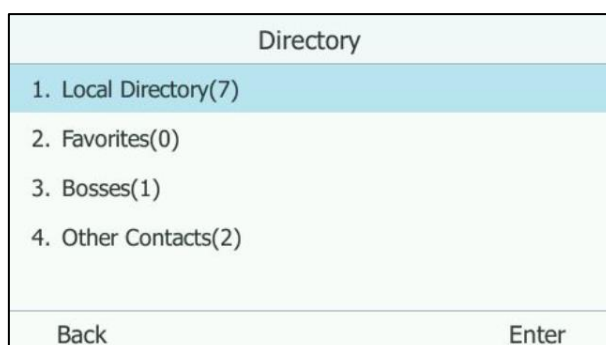 Directory
1. Local Directory(7)
2. Favorites(0)
3. Bosses(1)
4. Other Contacts(2)
Back Enter